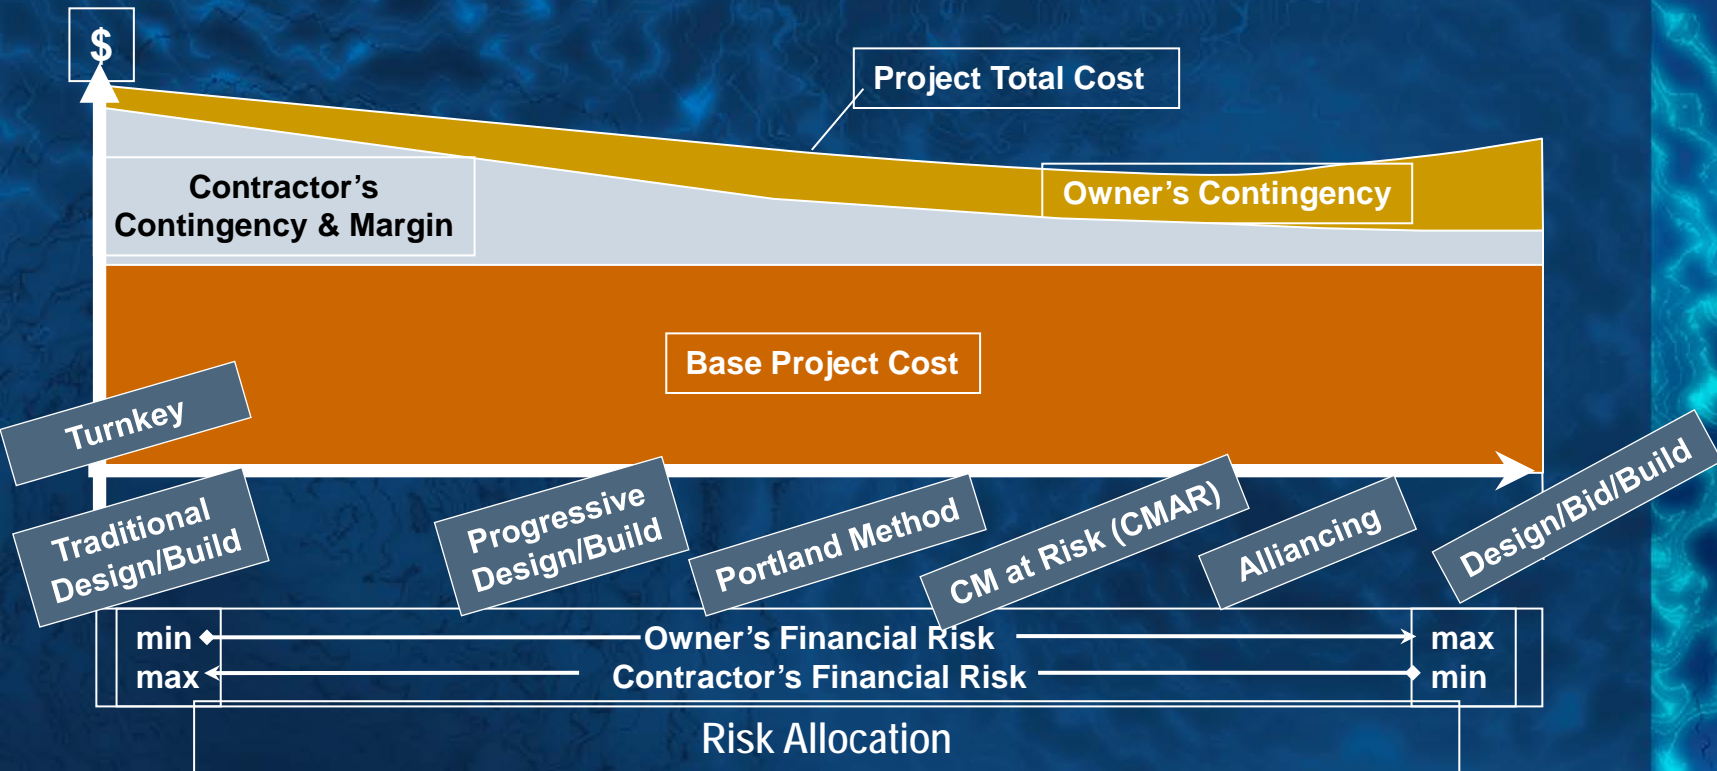 $
Project Total Cost
Contractor’s
Contingency & Margin
Owner’s Contingency
Base Project Cost
Turnkey
Traditional
Design/Build
Progressive
Design/Build
Portland Method
CM at Risk (CMAR)
Alliancing
Design/Bid/Build
min Owner’s Financial Risk max
max Contractor’s Financial Risk min
Risk Allocation